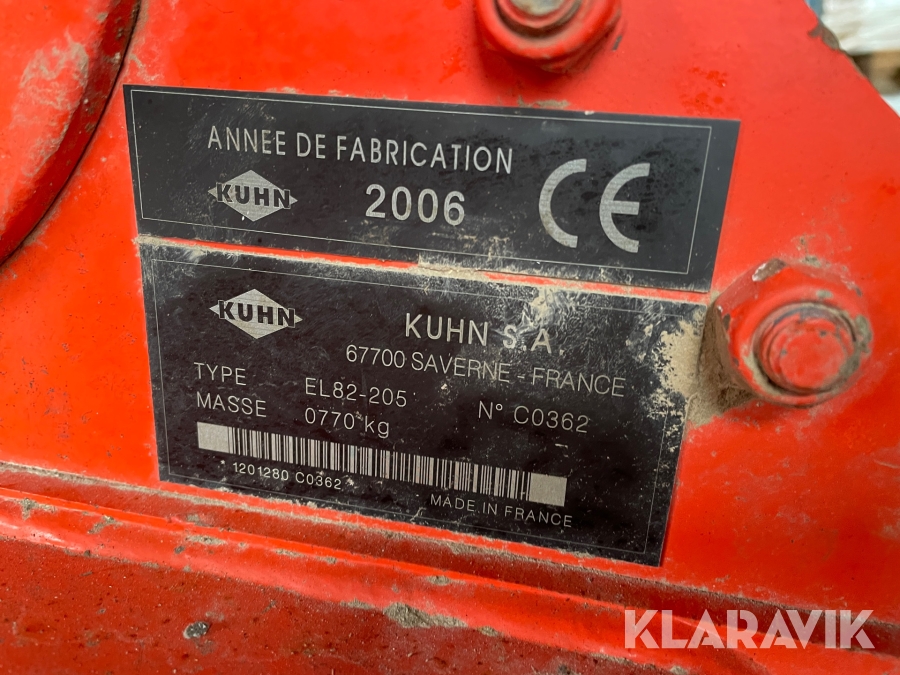 ANNEE DE FABRICATION
KUHN
2006
CE
KUHN
KUHN S.A.
67700 SAVERNE - FRANCE
TYPE EL82-205 N° C0362
MASSE 0770 kg
* 1201280 C0362 *
MADE IN FRANCE
KLARAVIK